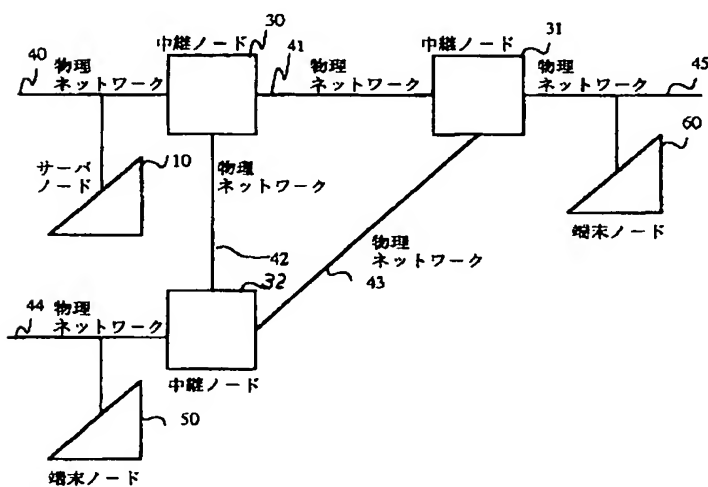 中継ノード
30
中継ノード
31
40
物理
ネットワーク
41
物理
ネットワーク
物理
ネットワーク
45
サーバ
ノード
10
物理
ネットワーク
60
端末ノード
42
物理
ネットワーク
43
32
44
物理
ネットワーク
中継ノード
50
端末ノード